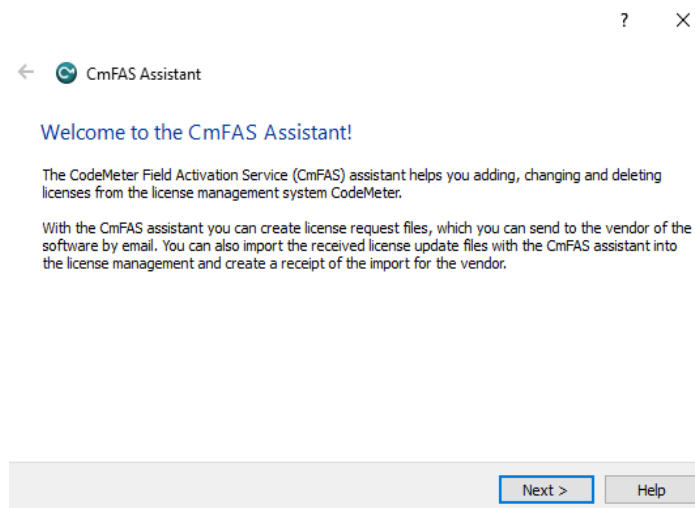 ?
CmFAS Assistant
Welcome to the CmFAS Assistant!
The CodeMeter Field Activation Service (CmFAS) assistant helps you adding, changing and deleting
licenses from the license management system CodeMeter.
With the CmFAS assistant you can create license request files, which you can send to the vendor of the
software by email. You can also import the received license update files with the CmFAS assistant into
the license management and create a receipt of the import for the vendor.
Next >
Help